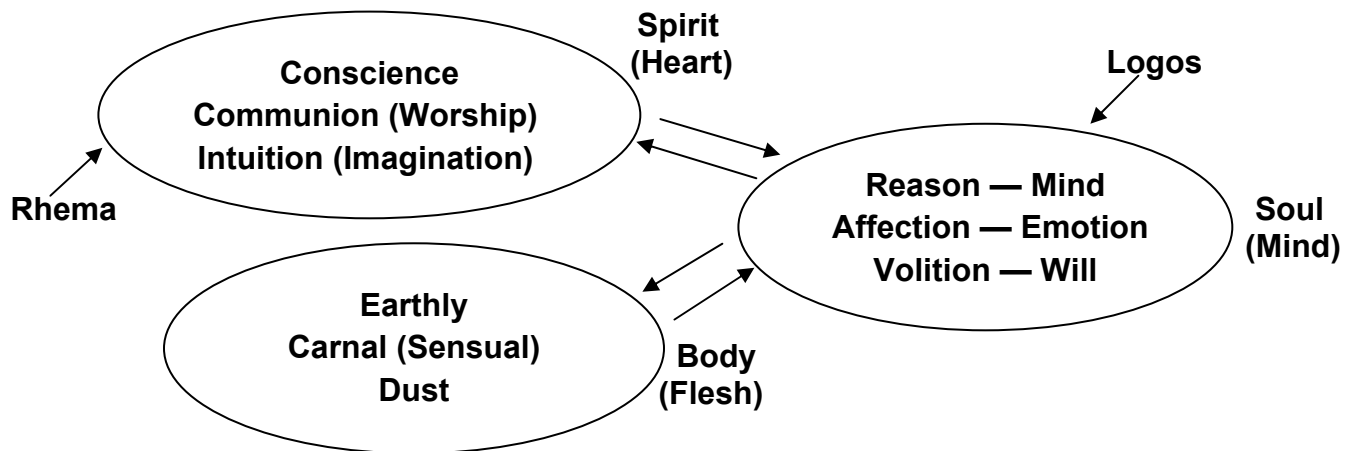 Spirit
(Heart)
Conscience
Communion (Worship)
Intuition (Imagination)
Rhema
Logos
Reason — Mind
Affection — Emotion
Volition — Will
Soul
(Mind)
Earthly
Carnal (Sensual)
Dust
Body
(Flesh)